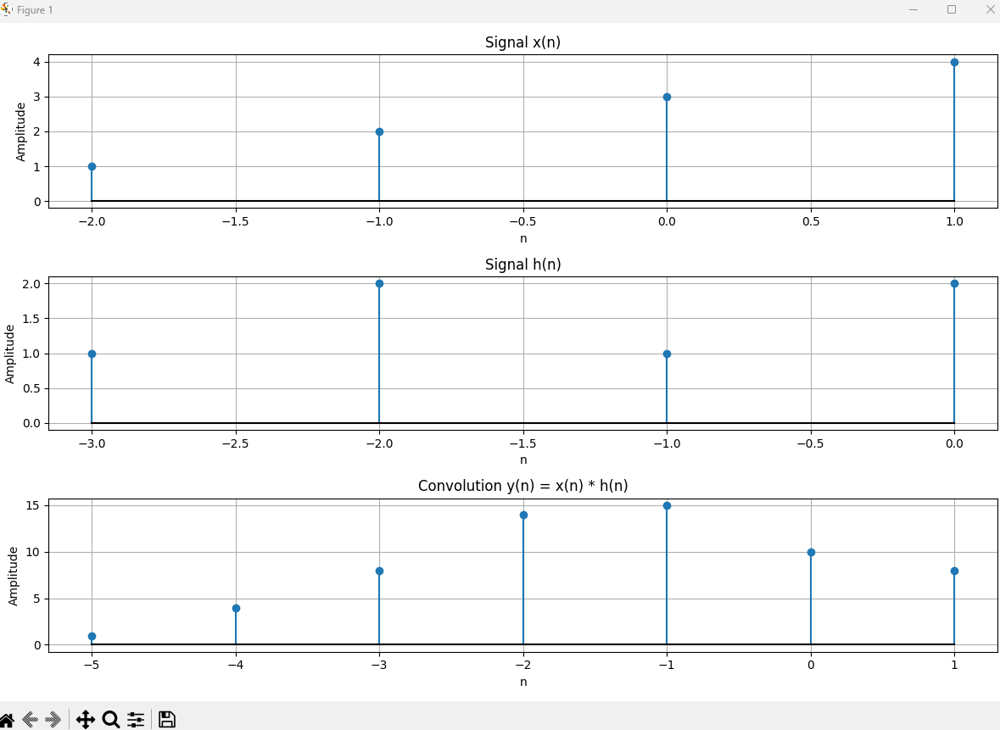 Figure 1
Signal x(n)
4
3
2
1
0
Amplitude
−2.0 −1.5 −1.0 −0.5 0.0 0.5 1.0
n
Signal h(n)
2.0
1.5
1.0
0.5
0.0
Amplitude
−3.0 −2.5 −2.0 −1.5 −1.0 −0.5 0.0
n
Convolution y(n) = x(n) * h(n)
15
10
5
0
Amplitude
−5 −4 −3 −2 −1 0 1
n